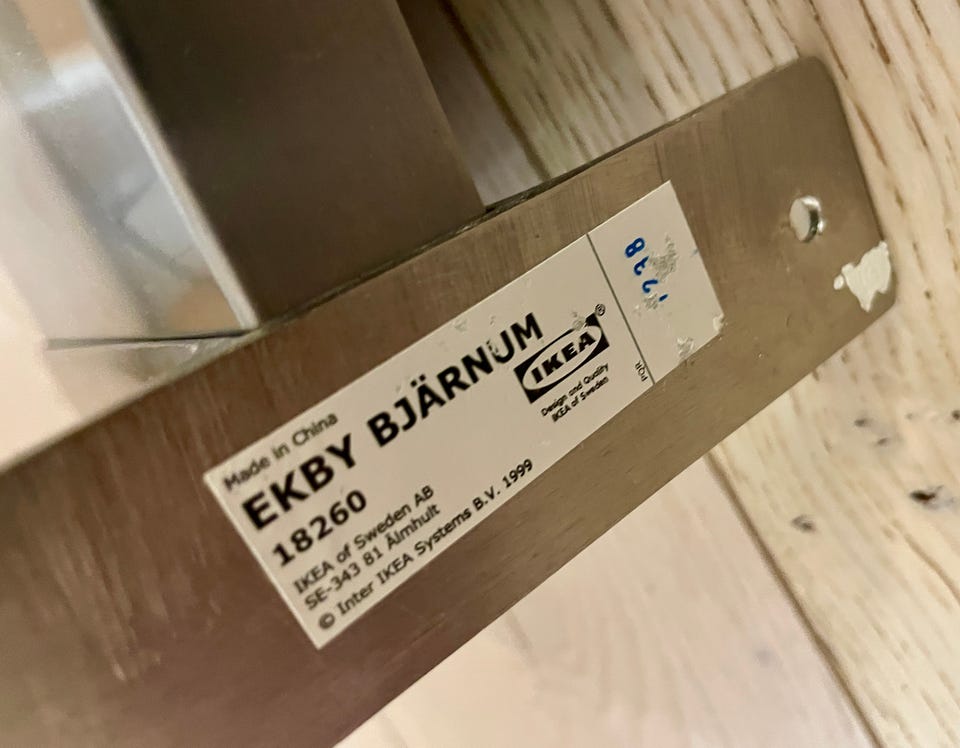 Made in China
EKBY BJÄRNUM
18260
IKEA of Sweden AB
SE-343 81 Älmhult
© Inter IKEA Systems B.V. 1999
IKEA®
Design and Quality
IKEA of Sweden
PQR